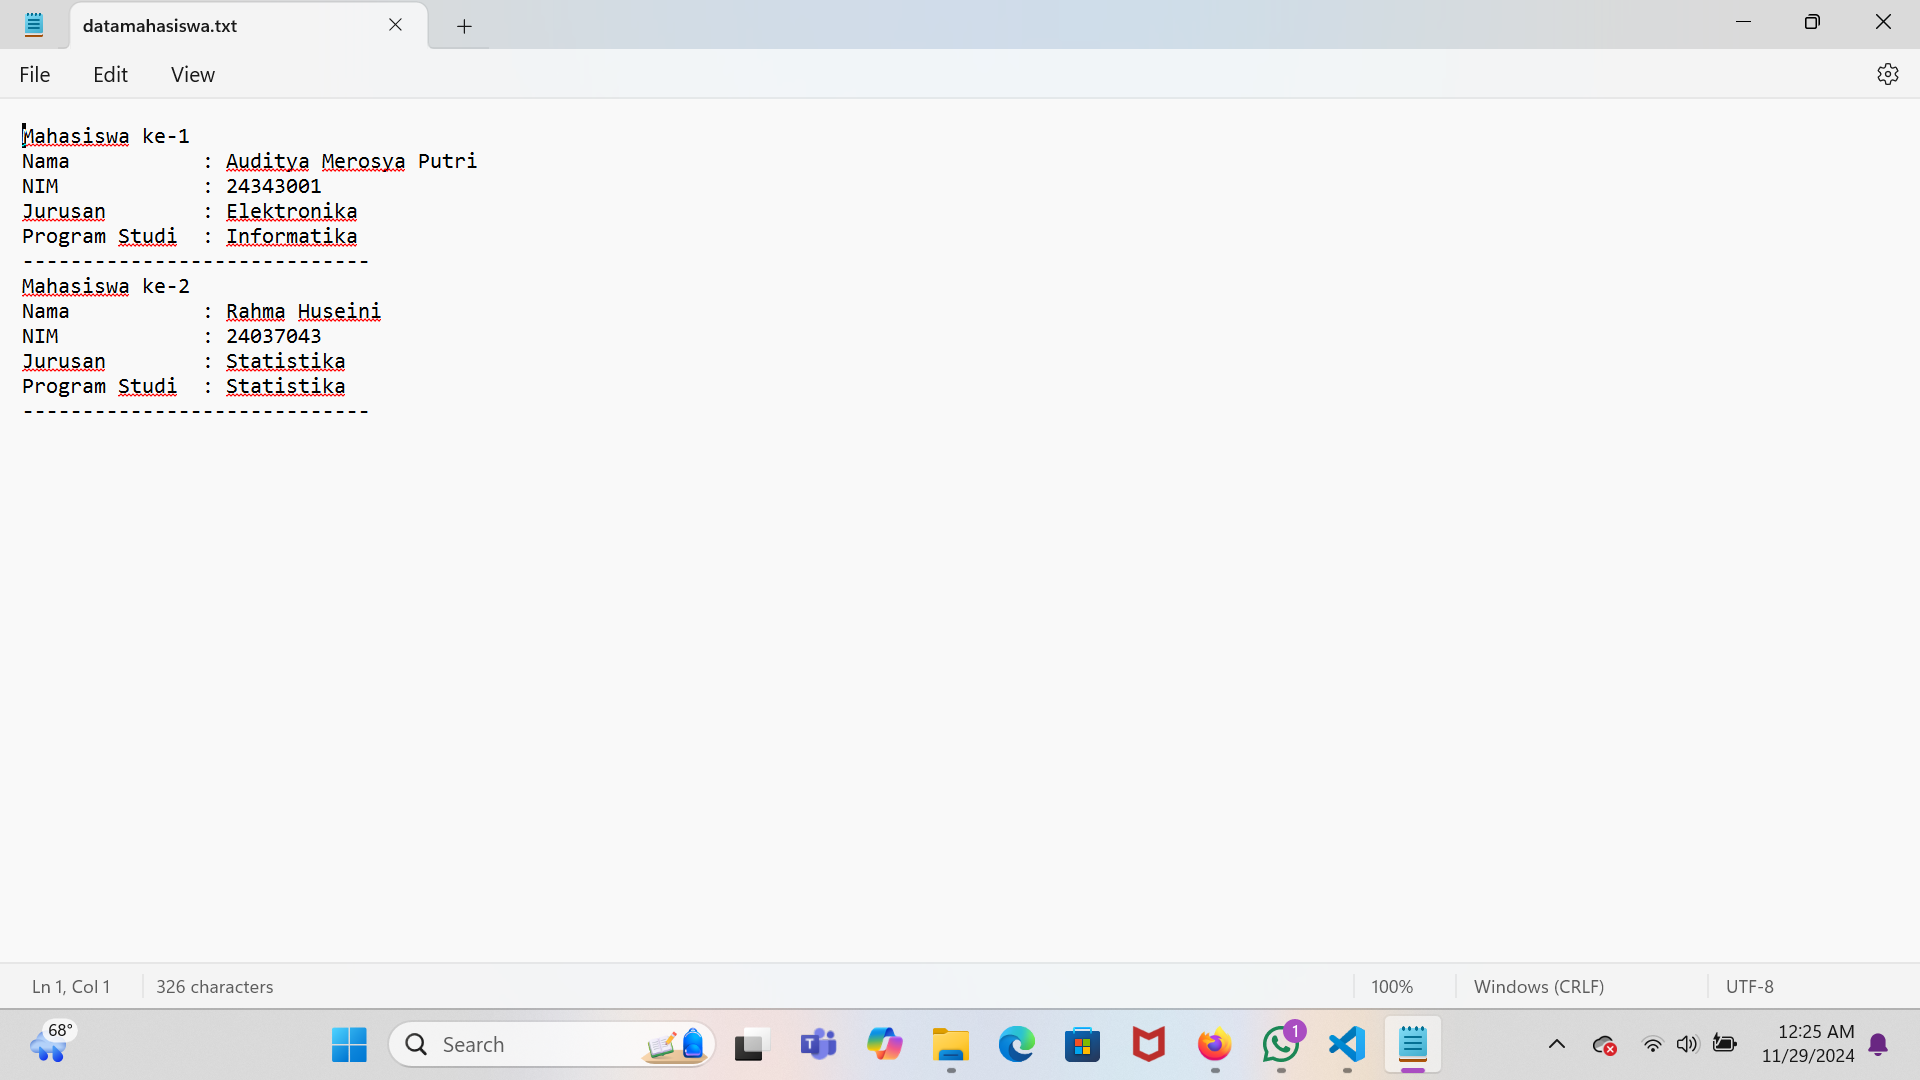 datamahasiswa.txt
File Edit View
Mahasiswa ke-1
Nama : Auditya Merosya Putri
NIM : 24343001
Jurusan : Elektronika
Program Studi : Informatika
-----------------------------
Mahasiswa ke-2
Nama : Rahma Huseini
NIM : 24037043
Jurusan : Statistika
Program Studi : Statistika
-----------------------------
Ln 1, Col 1 326 characters 100% Windows (CRLF) UTF-8
68° Search 1 12:25 AM
11/29/2024